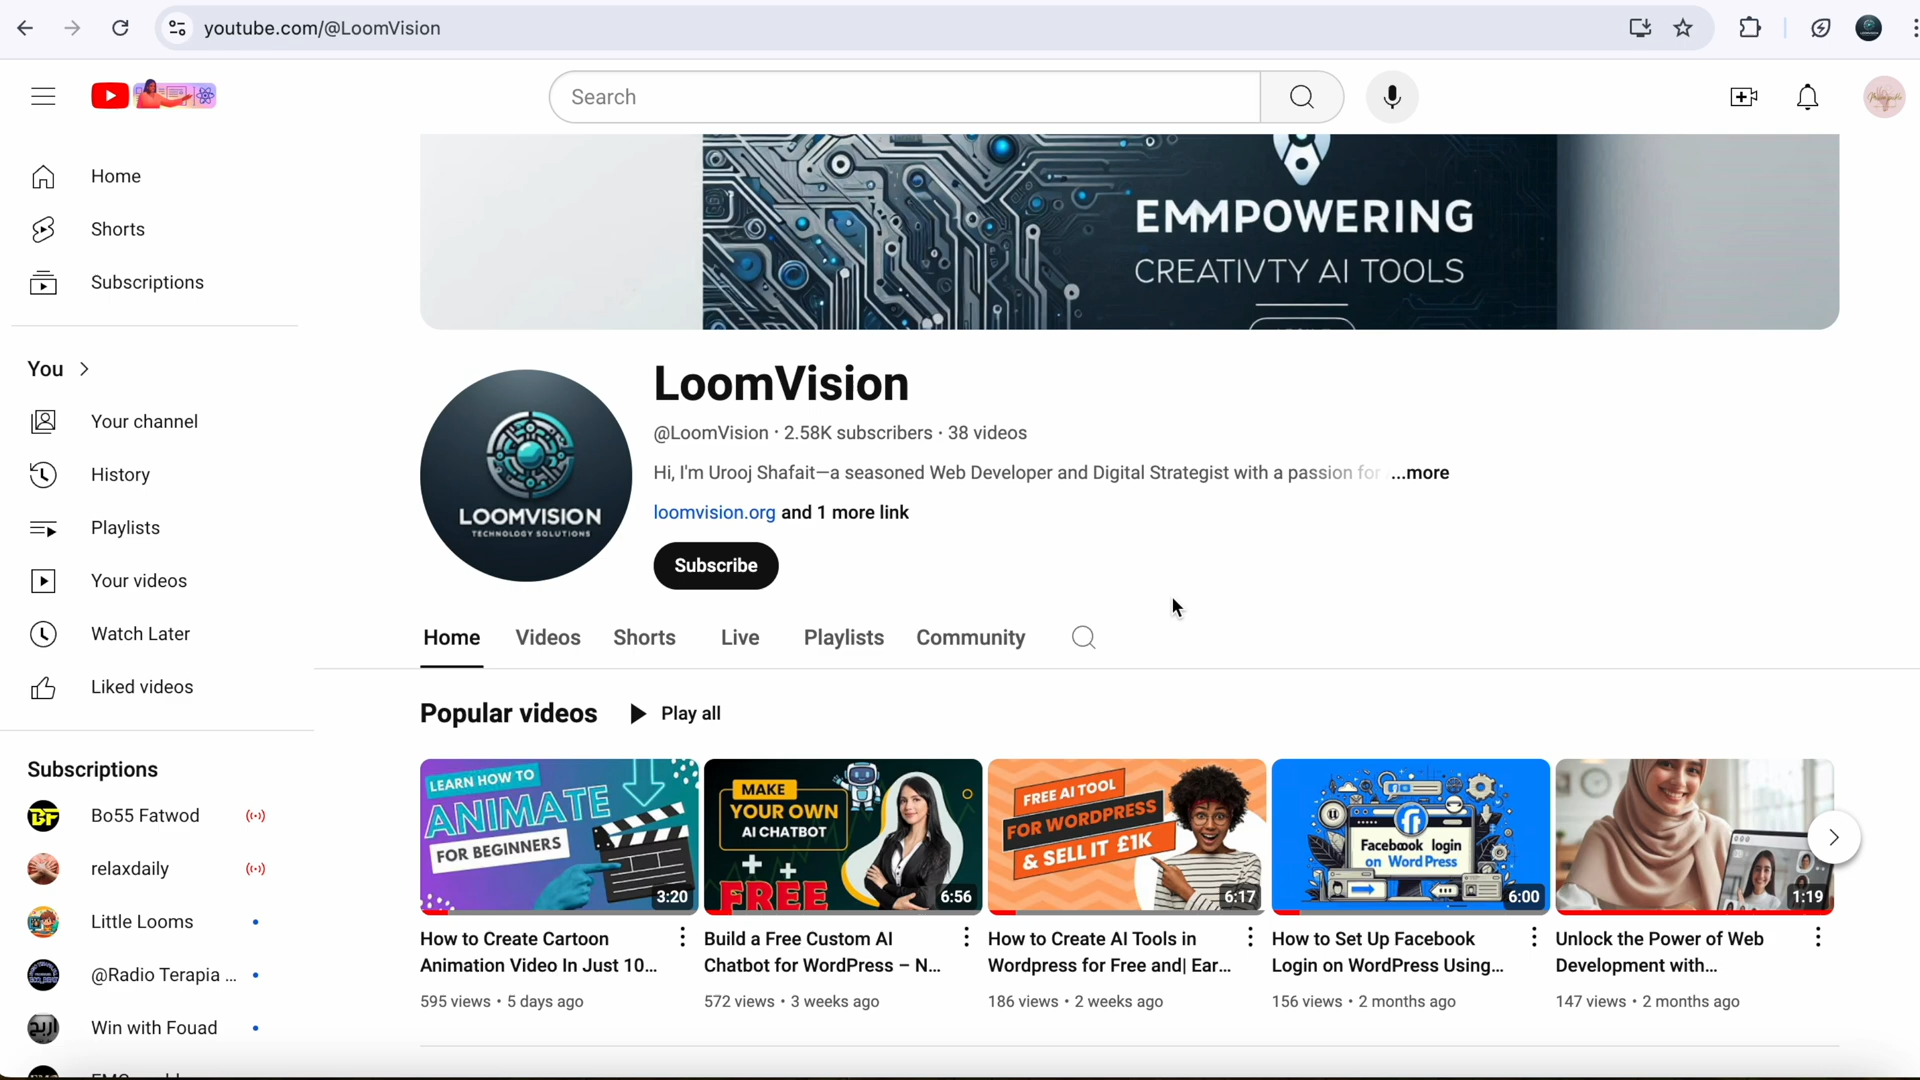 youtube.com/@LoomVision
Search
Home
Shorts
Subscriptions
You
Your channel
History
Playlists
Your videos
Watch Later
Liked videos
Subscriptions
Bo55 Fatwod
relaxdaily
Little Looms
@Radio Terapia ...
Win with Fouad
EMMPOWERING
CREATIVTY AI TOOLS
LOOMVISION
TECHNOLOGY SOLUTIONS
LoomVision
@LoomVision · 2.58K subscribers · 38 videos
Hi, I'm Urooj Shafait—a seasoned Web Developer and Digital Strategist with a passion for ...more
loomvision.org and 1 more link
Subscribe
Home Videos Shorts Live Playlists Community
Popular videos Play all
LEARN HOW TO
ANIMATE
FOR BEGINNERS
3:20
How to Create Cartoon
Animation Video In Just 10...
595 views • 5 days ago
MAKE
YOUR OWN
AI CHATBOT
FREE
6:56
Build a Free Custom AI
Chatbot for WordPress – N...
572 views • 3 weeks ago
FREE AI TOOL
FOR WORDPRESS
& SELL IT £1K
6:17
How to Create AI Tools in
Wordpress for Free and| Ear...
186 views • 2 weeks ago
Facebook login
on WordPress
6:00
How to Set Up Facebook
Login on WordPress Using...
156 views • 2 months ago
1:19
Unlock the Power of Web
Development with...
147 views • 2 months ago